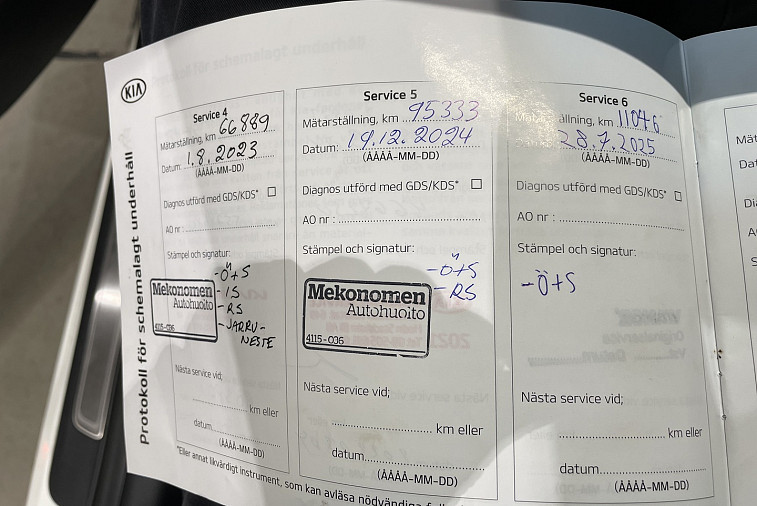 KIA
Protokoll för schemalagt underhåll
Service 4
Mätarställning, km 66889
Datum: 1.8.2023
(ÅÅÅÅ-MM-DD)
Diagnos utförd med GDS/KDS*
AO nr :
Stämpel och signatur:
-Ö+S
-IS
-RS
-JARRU-
NESTE
Mekonomen
Autohuolto
4115-036
Nästa service vid;
km eller
datum
(ÅÅÅÅ-MM-DD)
Service 5
Mätarställning, km 95333
Datum: 19.12.2024
(ÅÅÅÅ-MM-DD)
Diagnos utförd med GDS/KDS*
AO nr :
Stämpel och signatur:
-Ö+S
-RS
Mekonomen
Autohuolto
4115-036
Nästa service vid;
km eller
datum
(ÅÅÅÅ-MM-DD)
Service 6
km 11046
28.7.2025
(ÅÅÅÅ-MM-DD)
Diagnos utförd med GDS/KDS*
AO nr :
Stämpel och signatur:
-Ö+S
Nästa service vid;
km eller
datum
(ÅÅÅÅ-MM-DD)
*Eller annat likvärdigt instrument, som kan avläsa nödvändiga